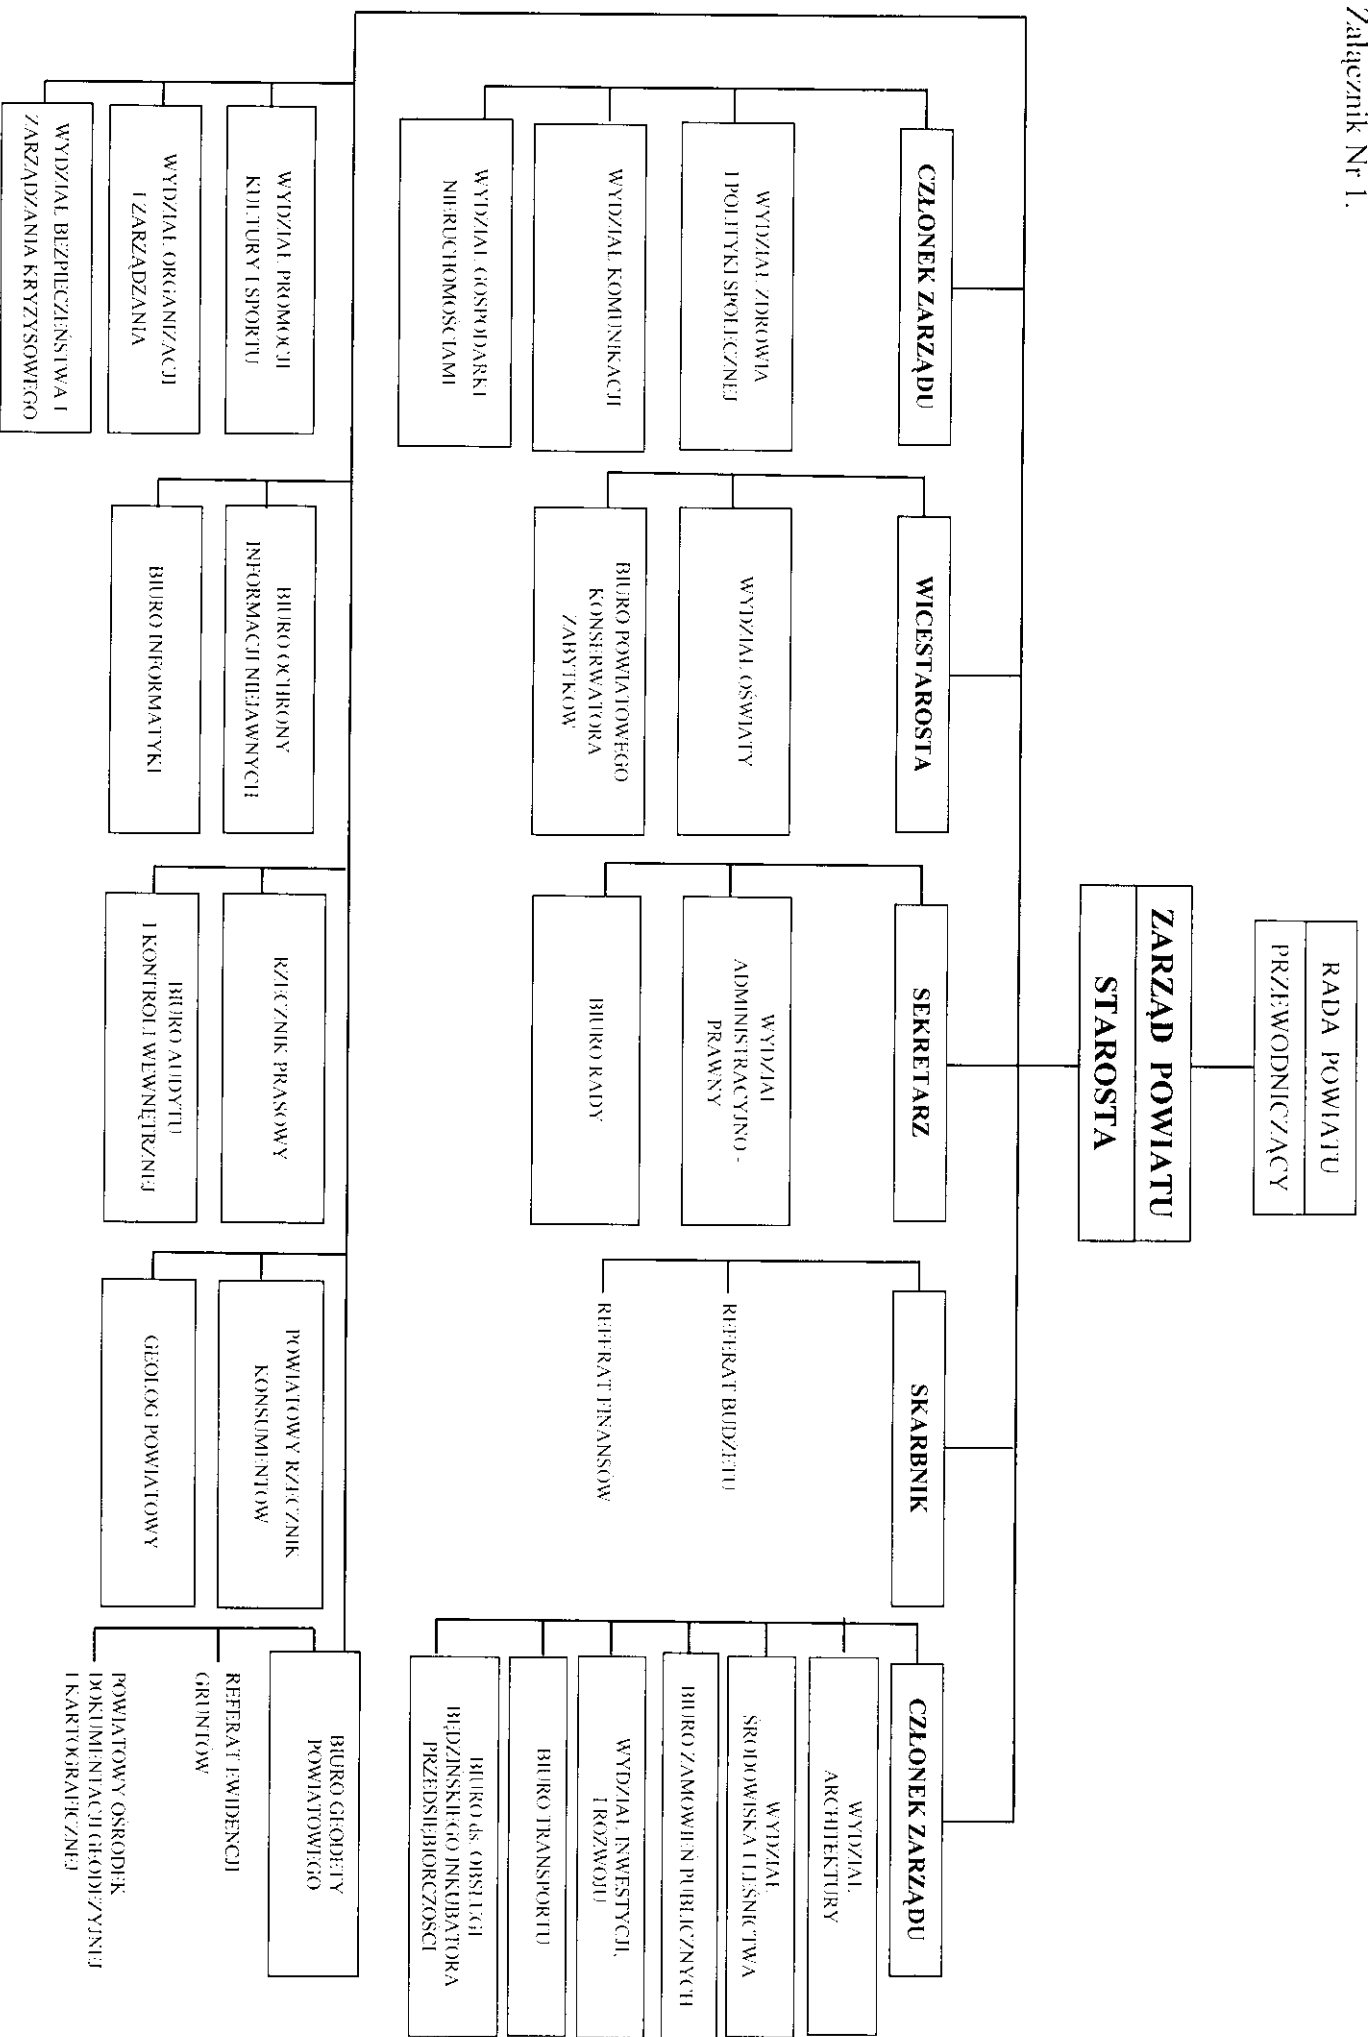 Załącznik Nr 1.
RADA POWIATU
PRZEWODNICZĄCY
ZARZĄD POWIATU
STAROSTA
CZŁONEK ZARZĄDU
WYDZIAŁ ZDROWIA
I POLITYKI SPOŁECZNEJ
WYDZIAŁ KOMUNIKACJI
WYDZIAŁ GOSPODARKI
NIERUCHOMOŚCIAMI
WICESTAROSTA
WYDZIAŁ OŚWIATY
BIURO POWIATOWEGO
KONSERWATORA
ZABYTKÓW
SEKRETARZ
WYDZIAŁ
ADMINISTRACYJNO-
PRAWNY
BIURO RADY
SKARBNIK
REFERAT BUDŻETU
REFERAT FINANSÓW
CZŁONEK ZARZĄDU
WYDZIAŁ
ARCHITEKTURY
WYDZIAŁ
ŚRODOWISKA I LEŚNICTWA
BIURO ZAMÓWIEŃ PUBLICZNYCH
WYDZIAŁ INWESTYCJI,
I ROZWOJU
BIURO TRANSPORTU
BIURO ds. OBSŁUGI
BĘDZIŃSKIEGO INKUBATORA
PRZEDSIĘBIORCZOŚCI
WYDZIAŁ PROMOCJI
KULTURY I SPORTU
WYDZIAŁ ORGANIZACJI
I ZARZĄDZANIA
WYDZIAŁ BEZPIECZEŃSTWA I
ZARZĄDZANIA KRYZYSOWEGO
BIURO OCHRONY
INFORMACJI NIEJAWNYCH
BIURO INFORMATYKI
RZECZNIK PRASOWY
BIURO AUDYTU
I KONTROLI WEWNĘTRZNEJ
POWIATOWY RZECZNIK
KONSUMENTÓW
GEOLOG POWIATOWY
BIURO GEODETY
POWIATOWEGO
REFERAT EWIDENCJI
GRUNTÓW
POWIATOWY OŚRODEK
DOKUMENTACJI GEODEZYJNEJ
I KARTOGRAFICZNEJ